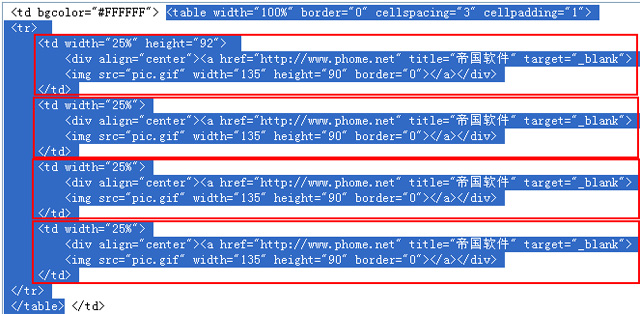 <td bgcolor="#FFFFFF"> <table width="100%" border="0" cellspacing="3" cellpadding="1">
<tr>
<td width="25%" height="92">
<div align="center"><a href="http://www.phome.net" title="帝国软件" target="_blank">
<img src="pic.gif" width="135" height="90" border="0"></a></div>
</td>
<td width="25%">
<div align="center"><a href="http://www.phome.net" title="帝国软件" target="_blank">
<img src="pic.gif" width="135" height="90" border="0"></a></div>
</td>
<td width="25%">
<div align="center"><a href="http://www.phome.net" title="帝国软件" target="_blank">
<img src="pic.gif" width="135" height="90" border="0"></a></div>
</td>
<td width="25%">
<div align="center"><a href="http://www.phome.net" title="帝国软件" target="_blank">
<img src="pic.gif" width="135" height="90" border="0"></a></div>
</td>
</tr>
</table> </td>